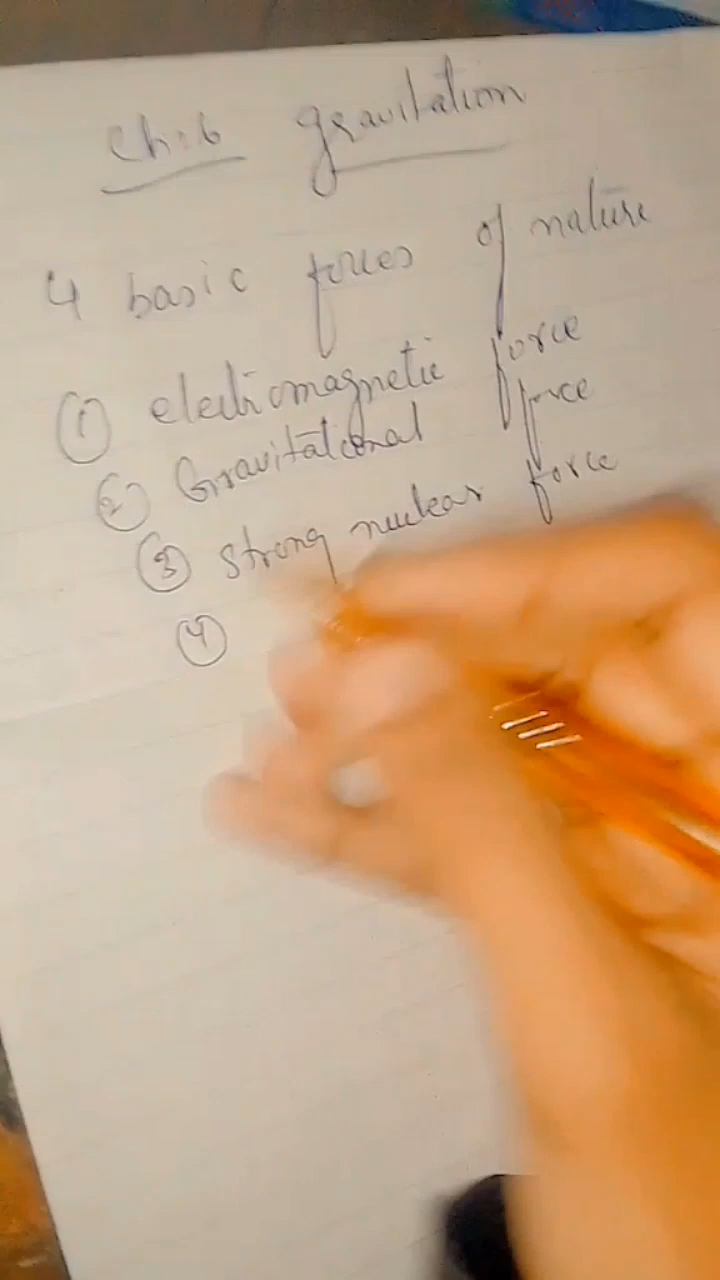 Ch:6 gravitation
4 basic forces of nature
① electromagnetic force
② Gravitational force
③ strong nuclear force
④